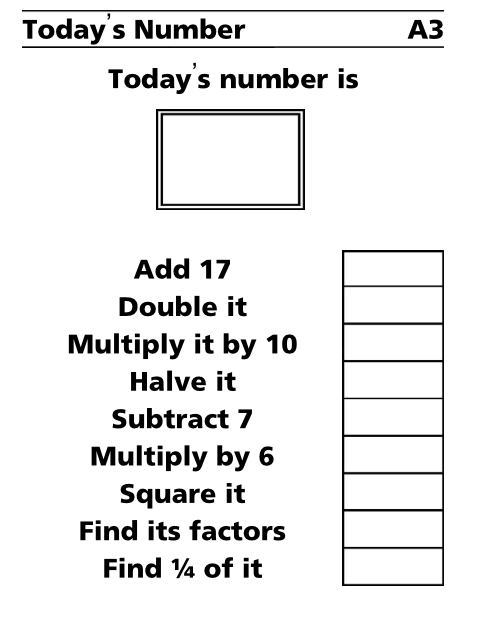 Today's Number A3
Today's number is
Add 17
Double it
Multiply it by 10
Halve it
Subtract 7
Multiply by 6
Square it
Find its factors
Find ¼ of it